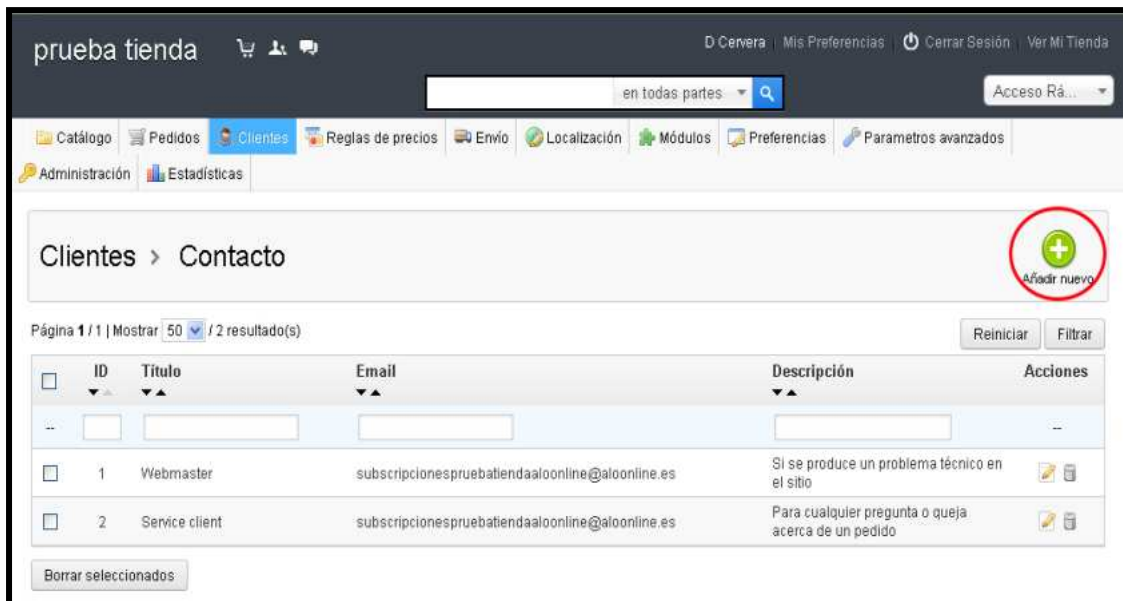 prueba tienda D Cervera Mis Preferencias Cerrar Sesión Ver Mi Tienda
en todas partes Acceso Rá...
Catálogo Pedidos Clientes Reglas de precios Envío Localización Módulos Preferencias Parametros avanzados
Administración Estadísticas
Clientes > Contacto
Añadir nuevo
Página 1 / 1 | Mostrar 50 / 2 resultado(s) Reiniciar Filtrar
ID Título Email Descripción Acciones
-- --
1 Webmaster subscripcionespruebatiendaaloonline@aloonline.es Si se produce un problema técnico en
el sitio
2 Service client subscripcionespruebatiendaaloonline@aloonline.es Para cualquier pregunta o queja
acerca de un pedido
Borrar seleccionados